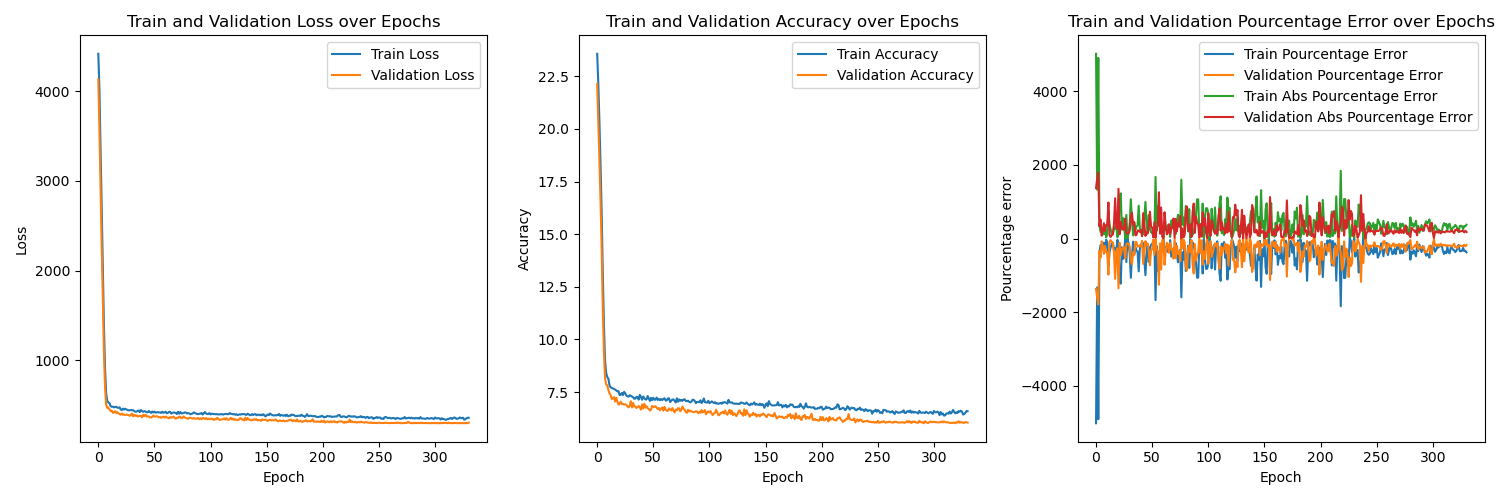 Train and Validation Loss over Epochs
Train Loss
Validation Loss
4000
3000
2000
1000
Loss
0 50 100 150 200 250 300
Epoch
Train and Validation Accuracy over Epochs
Train Accuracy
Validation Accuracy
22.5
20.0
17.5
15.0
12.5
10.0
7.5
Accuracy
0 50 100 150 200 250 300
Epoch
Train and Validation Pourcentage Error over Epochs
Train Pourcentage Error
Validation Pourcentage Error
Train Abs Pourcentage Error
Validation Abs Pourcentage Error
4000
2000
0
−2000
−4000
Pourcentage error
0 50 100 150 200 250 300
Epoch